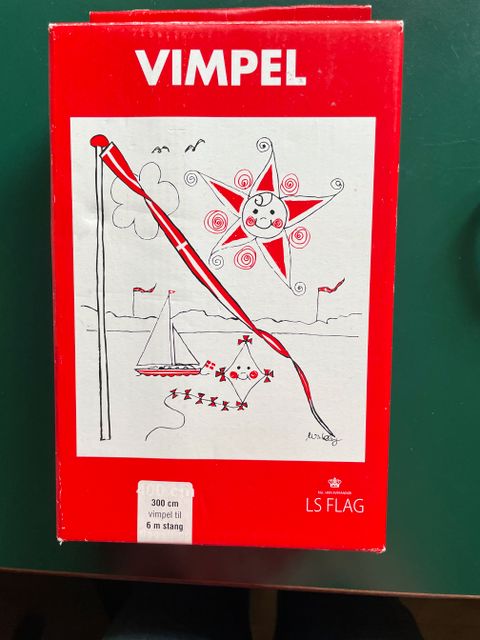 VIMPEL
300 cm
vimpel til
6 m stang
LS FLAG